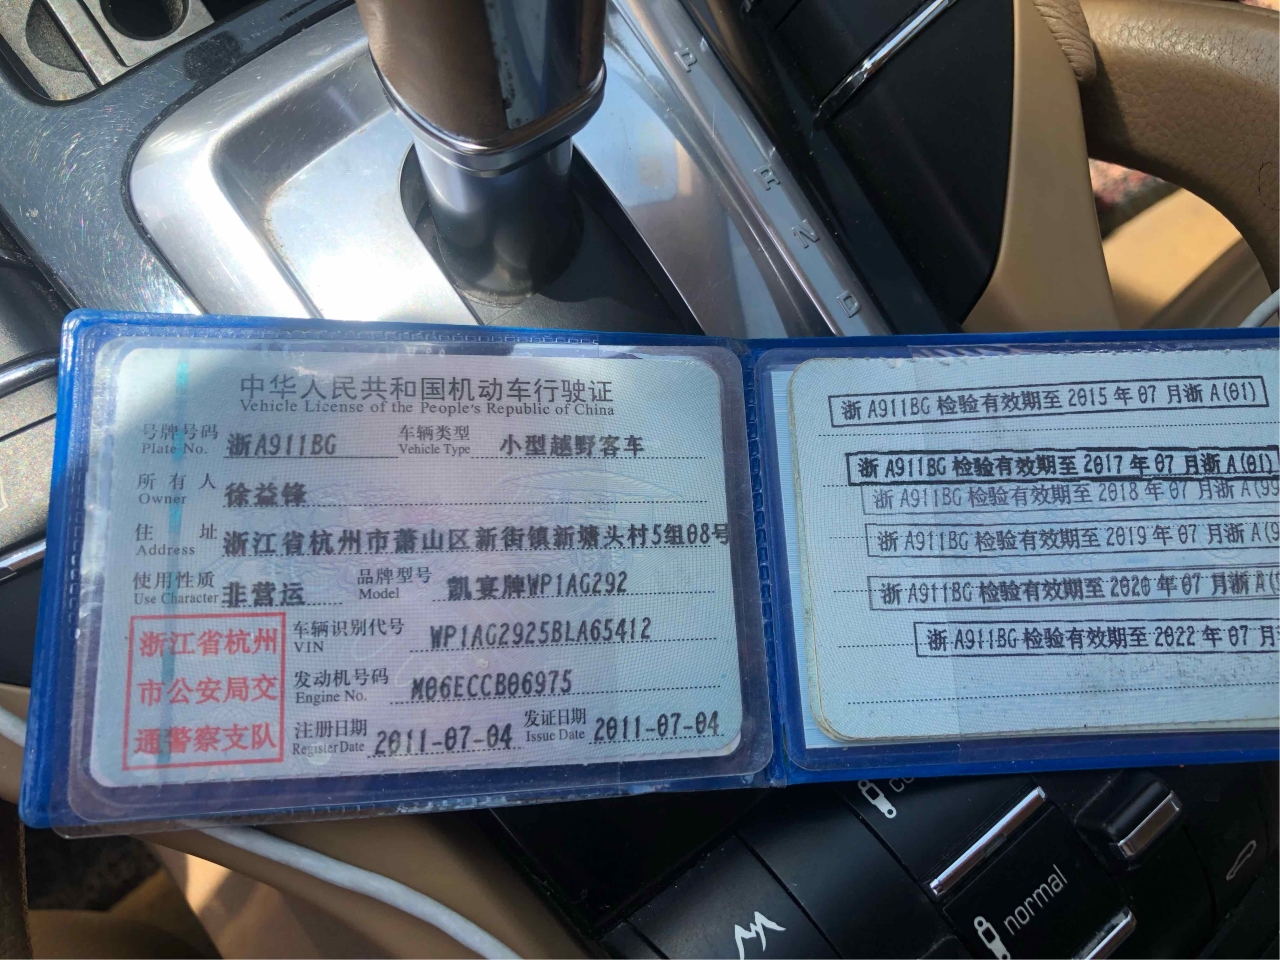 P
R
N
D
中华人民共和国机动车行驶证
Vehicle License of the People's Republic of China
号牌号码 浙A911BG 车辆类型 小型越野客车
Plate No. Vehicle Type
所有人 徐益锋
Owner
住址 浙江省杭州市萧山区新街镇新塘头村5组08号
Address
使用性质 非营运 品牌型号 凯宴牌WP1AG292
Use Character Model
浙江省杭州
市公安局交
通警察支队
车辆识别代号 WP1AG2925BLA65412
VIN
发动机号码 M06ECCB06975
Engine No.
注册日期 2011-07-04 发证日期 2011-07-04
Register Date Issue Date
浙A911BG检验有效期至2015年07月浙A(01)
浙A911BG检验有效期至2017年07月浙A(01)
浙A911BG检验有效期至2018年07月浙A(99
浙A911BG检验有效期至2019年07月浙A(9
浙A911BG检验有效期至2020年07月浙A(
浙A911BG检验有效期至2022年07月
normal